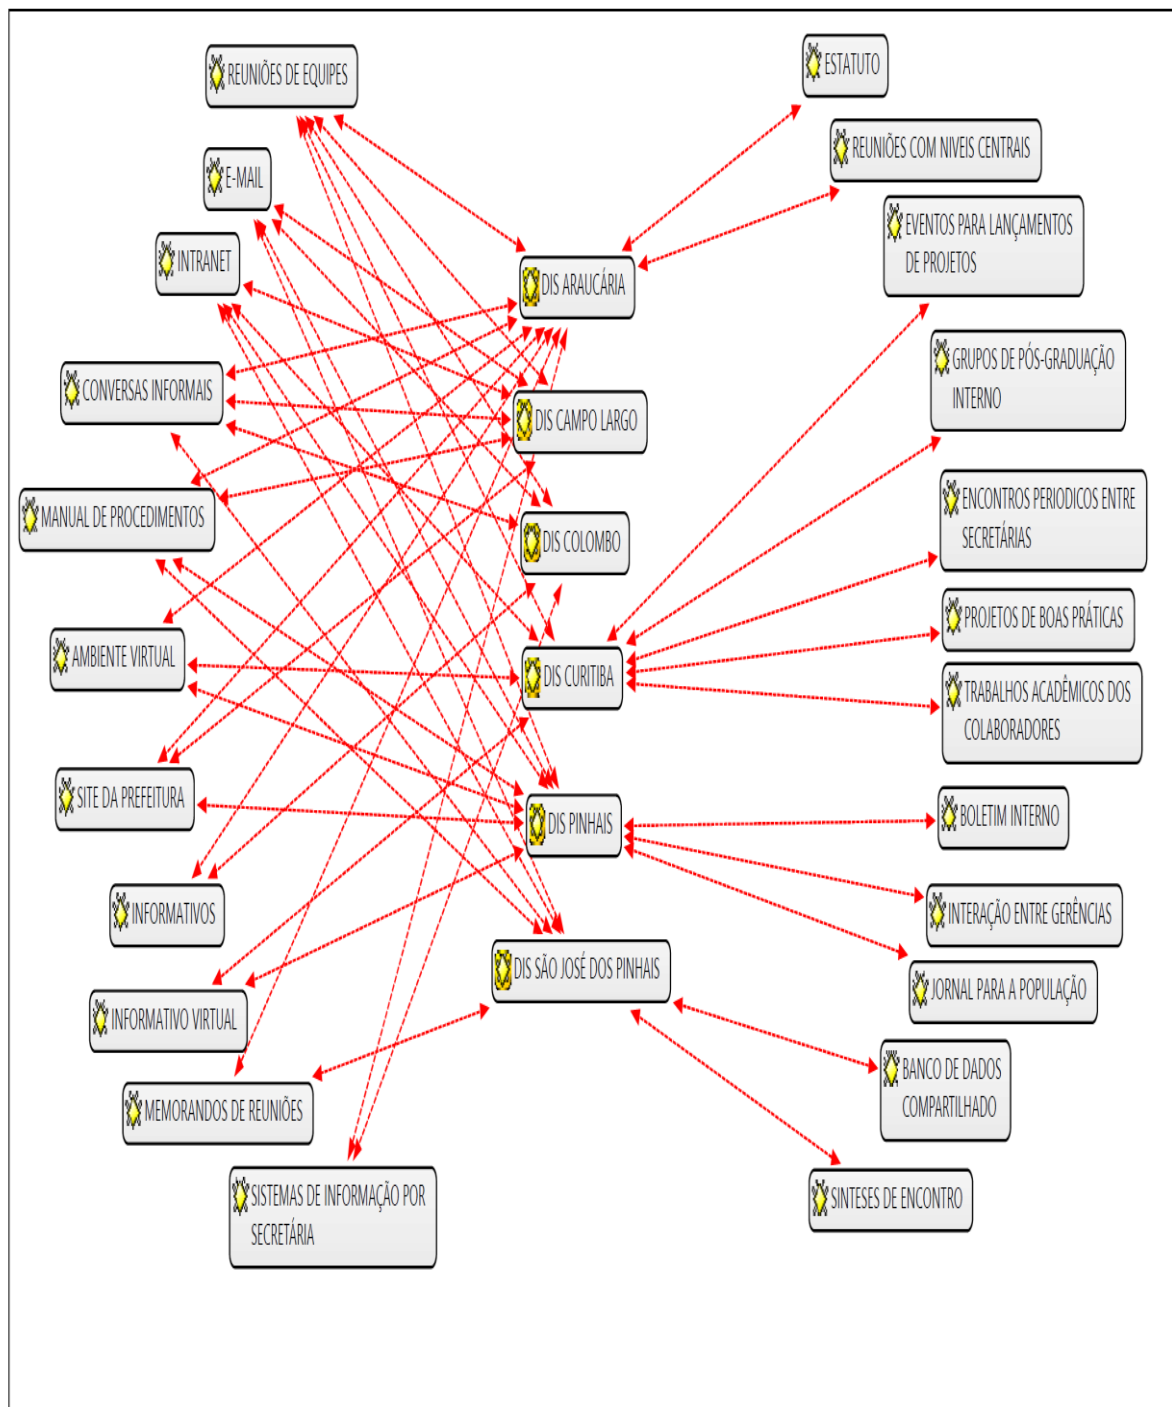 REUNIÕES DE EQUIPES
E-MAIL
INTRANET
CONVERSAS INFORMAIS
MANUAL DE PROCEDIMENTOS
AMBIENTE VIRTUAL
SITE DA PREFEITURA
INFORMATIVOS
INFORMATIVO VIRTUAL
MEMORANDOS DE REUNIÕES
SISTEMAS DE INFORMAÇÃO POR
SECRETÁRIA
DIS ARAUCÁRIA
DIS CAMPO LARGO
DIS COLOMBO
DIS CURITIBA
DIS PINHAIS
DIS SÃO JOSÉ DOS PINHAIS
ESTATUTO
REUNIÕES COM NIVEIS CENTRAIS
EVENTOS PARA LANÇAMENTOS
DE PROJETOS
GRUPOS DE PÓS-GRADUAÇÃO
INTERNO
ENCONTROS PERIODICOS ENTRE
SECRETÁRIAS
PROJETOS DE BOAS PRÁTICAS
TRABALHOS ACADÊMICOS DOS
COLABORADORES
BOLETIM INTERNO
INTERAÇÃO ENTRE GERÊNCIAS
JORNAL PARA A POPULAÇÃO
BANCO DE DADOS
COMPARTILHADO
SINTESES DE ENCONTRO